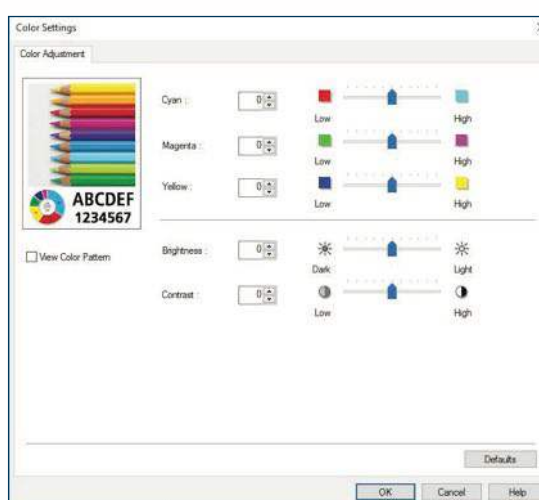 Color Settings
Color Adjustment
ABCDEF
1234567
View Color Pattern
Cyan :
0
Low
High
Magenta :
0
Low
High
Yellow :
0
Low
High
Brightness :
0
Dark
Light
Contrast :
0
Low
High
Defaults
OK
Cancel
Help